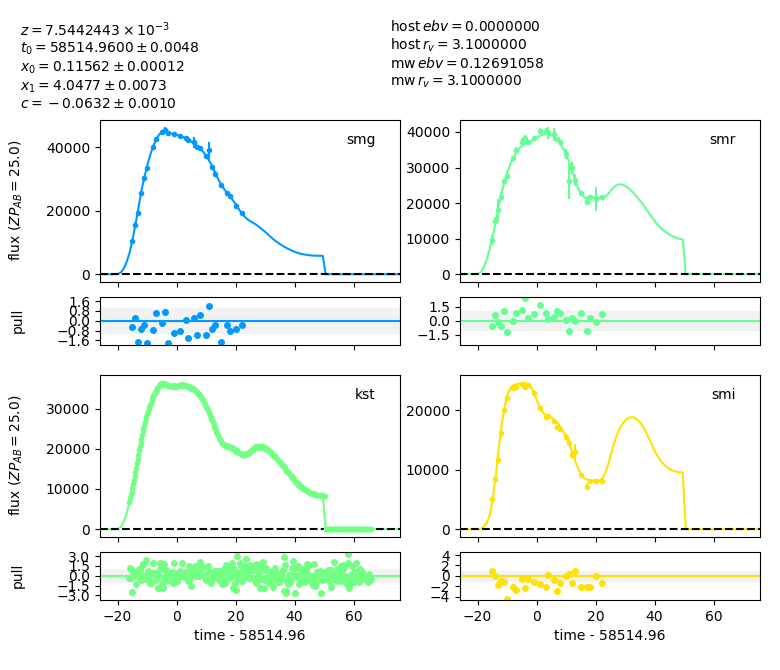 z = 7.5442443 × 10⁻³
t₀ = 58514.9600 ± 0.0048
x₀ = 0.11562 ± 0.00012
x₁ = 4.0477 ± 0.0073
c = −0.0632 ± 0.0010
host ebv = 0.0000000
host r_v = 3.1000000
mw ebv = 0.12691058
mw r_v = 3.1000000
flux (ZP_AB = 25.0)
40000
20000
0
smg
40000
30000
20000
10000
0
smr
pull
1.6
0.8
0.0
−0.8
−1.6
1.5
0.0
−1.5
flux (ZP_AB = 25.0)
30000
20000
10000
0
kst
20000
10000
0
smi
pull
3.0
1.5
0.0
−1.5
−3.0
4
2
0
−2
−4
−20 0 20 40 60
−20 0 20 40 60
time - 58514.96
time - 58514.96